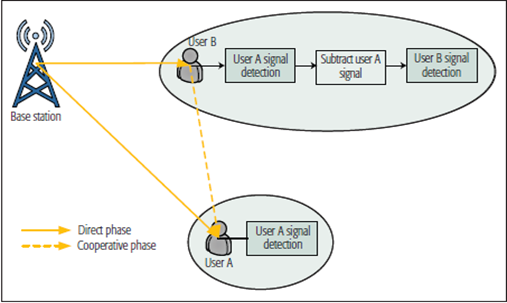 User B
User A signal
detection
Subtract user A
signal
User B signal
detection
Base station
Direct phase
Cooperative phase
User A signal
detection
User A